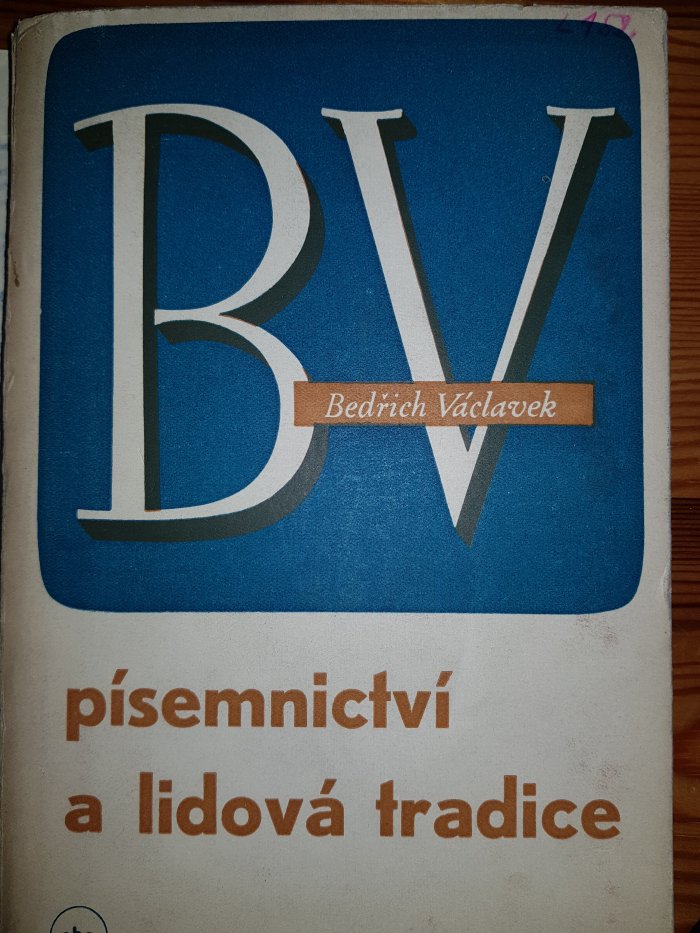 BV
Bedřich Václavek
písemnictví
a lidová tradice